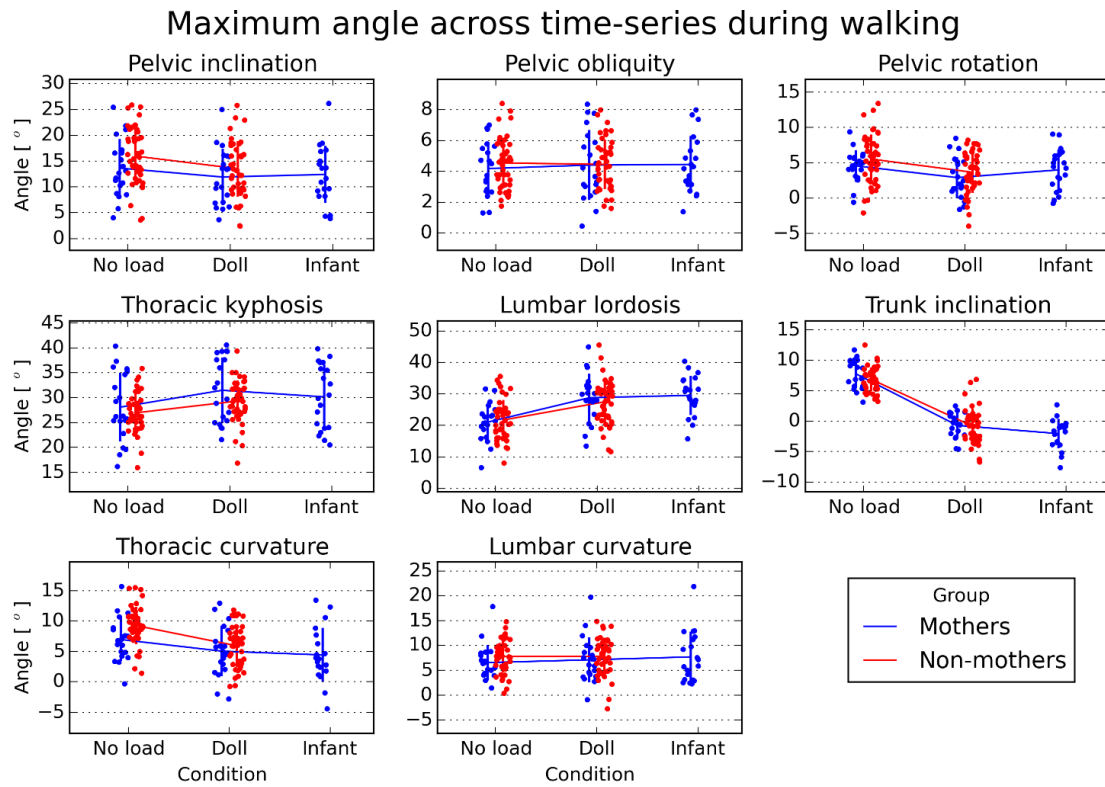 Maximum angle across time-series during walking
Pelvic inclination
Pelvic obliquity
Pelvic rotation
Angle [ ° ]
30
25
20
15
10
5
0
No load Doll Infant
8
6
4
2
0
No load Doll Infant
15
10
5
0
−5
No load Doll Infant
Thoracic kyphosis
Lumbar lordosis
Trunk inclination
Angle [ ° ]
45
40
35
30
25
20
15
No load Doll Infant
50
40
30
20
10
0
No load Doll Infant
15
10
5
0
−5
−10
No load Doll Infant
Thoracic curvature
Lumbar curvature
Angle [ ° ]
15
10
5
0
−5
No load Doll Infant
Condition
25
20
15
10
5
0
−5
No load Doll Infant
Condition
Group
Mothers
Non-mothers